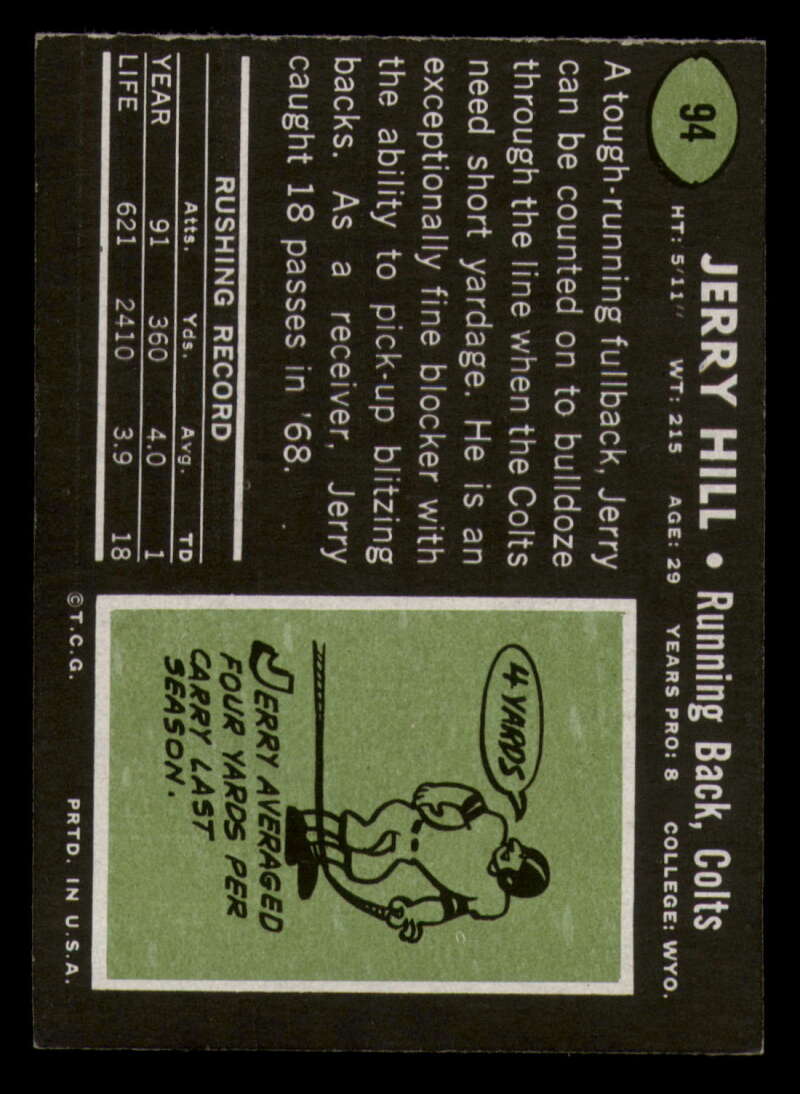 94
JERRY HILL • Running Back, Colts
HT: 5'11" WT: 215 AGE: 29 YEARS PRO: 8 COLLEGE: WYO.
A tough-running fullback, Jerry
can be counted on to bulldoze
through the line when the Colts
need short yardage. He is an
exceptionally fine blocker with
the ability to pick-up blitzing
backs. As a receiver, Jerry
caught 18 passes in '68.
RUSHING RECORD
Atts. Yds. Avg. TD
YEAR 91 360 4.0 1
LIFE 621 2410 3.9 18
4 YARDS
JERRY AVERAGED
FOUR YARDS PER
CARRY LAST
SEASON.
©T.C.G. PRTD. IN U.S.A.